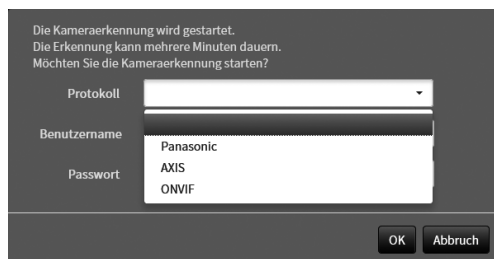 Die Kameraerkennung wird gestartet.
Die Erkennung kann mehrere Minuten dauern.
Möchten Sie die Kameraerkennung starten?
Protokoll
Benutzername
Panasonic
AXIS
Passwort
ONVIF
OK Abbruch